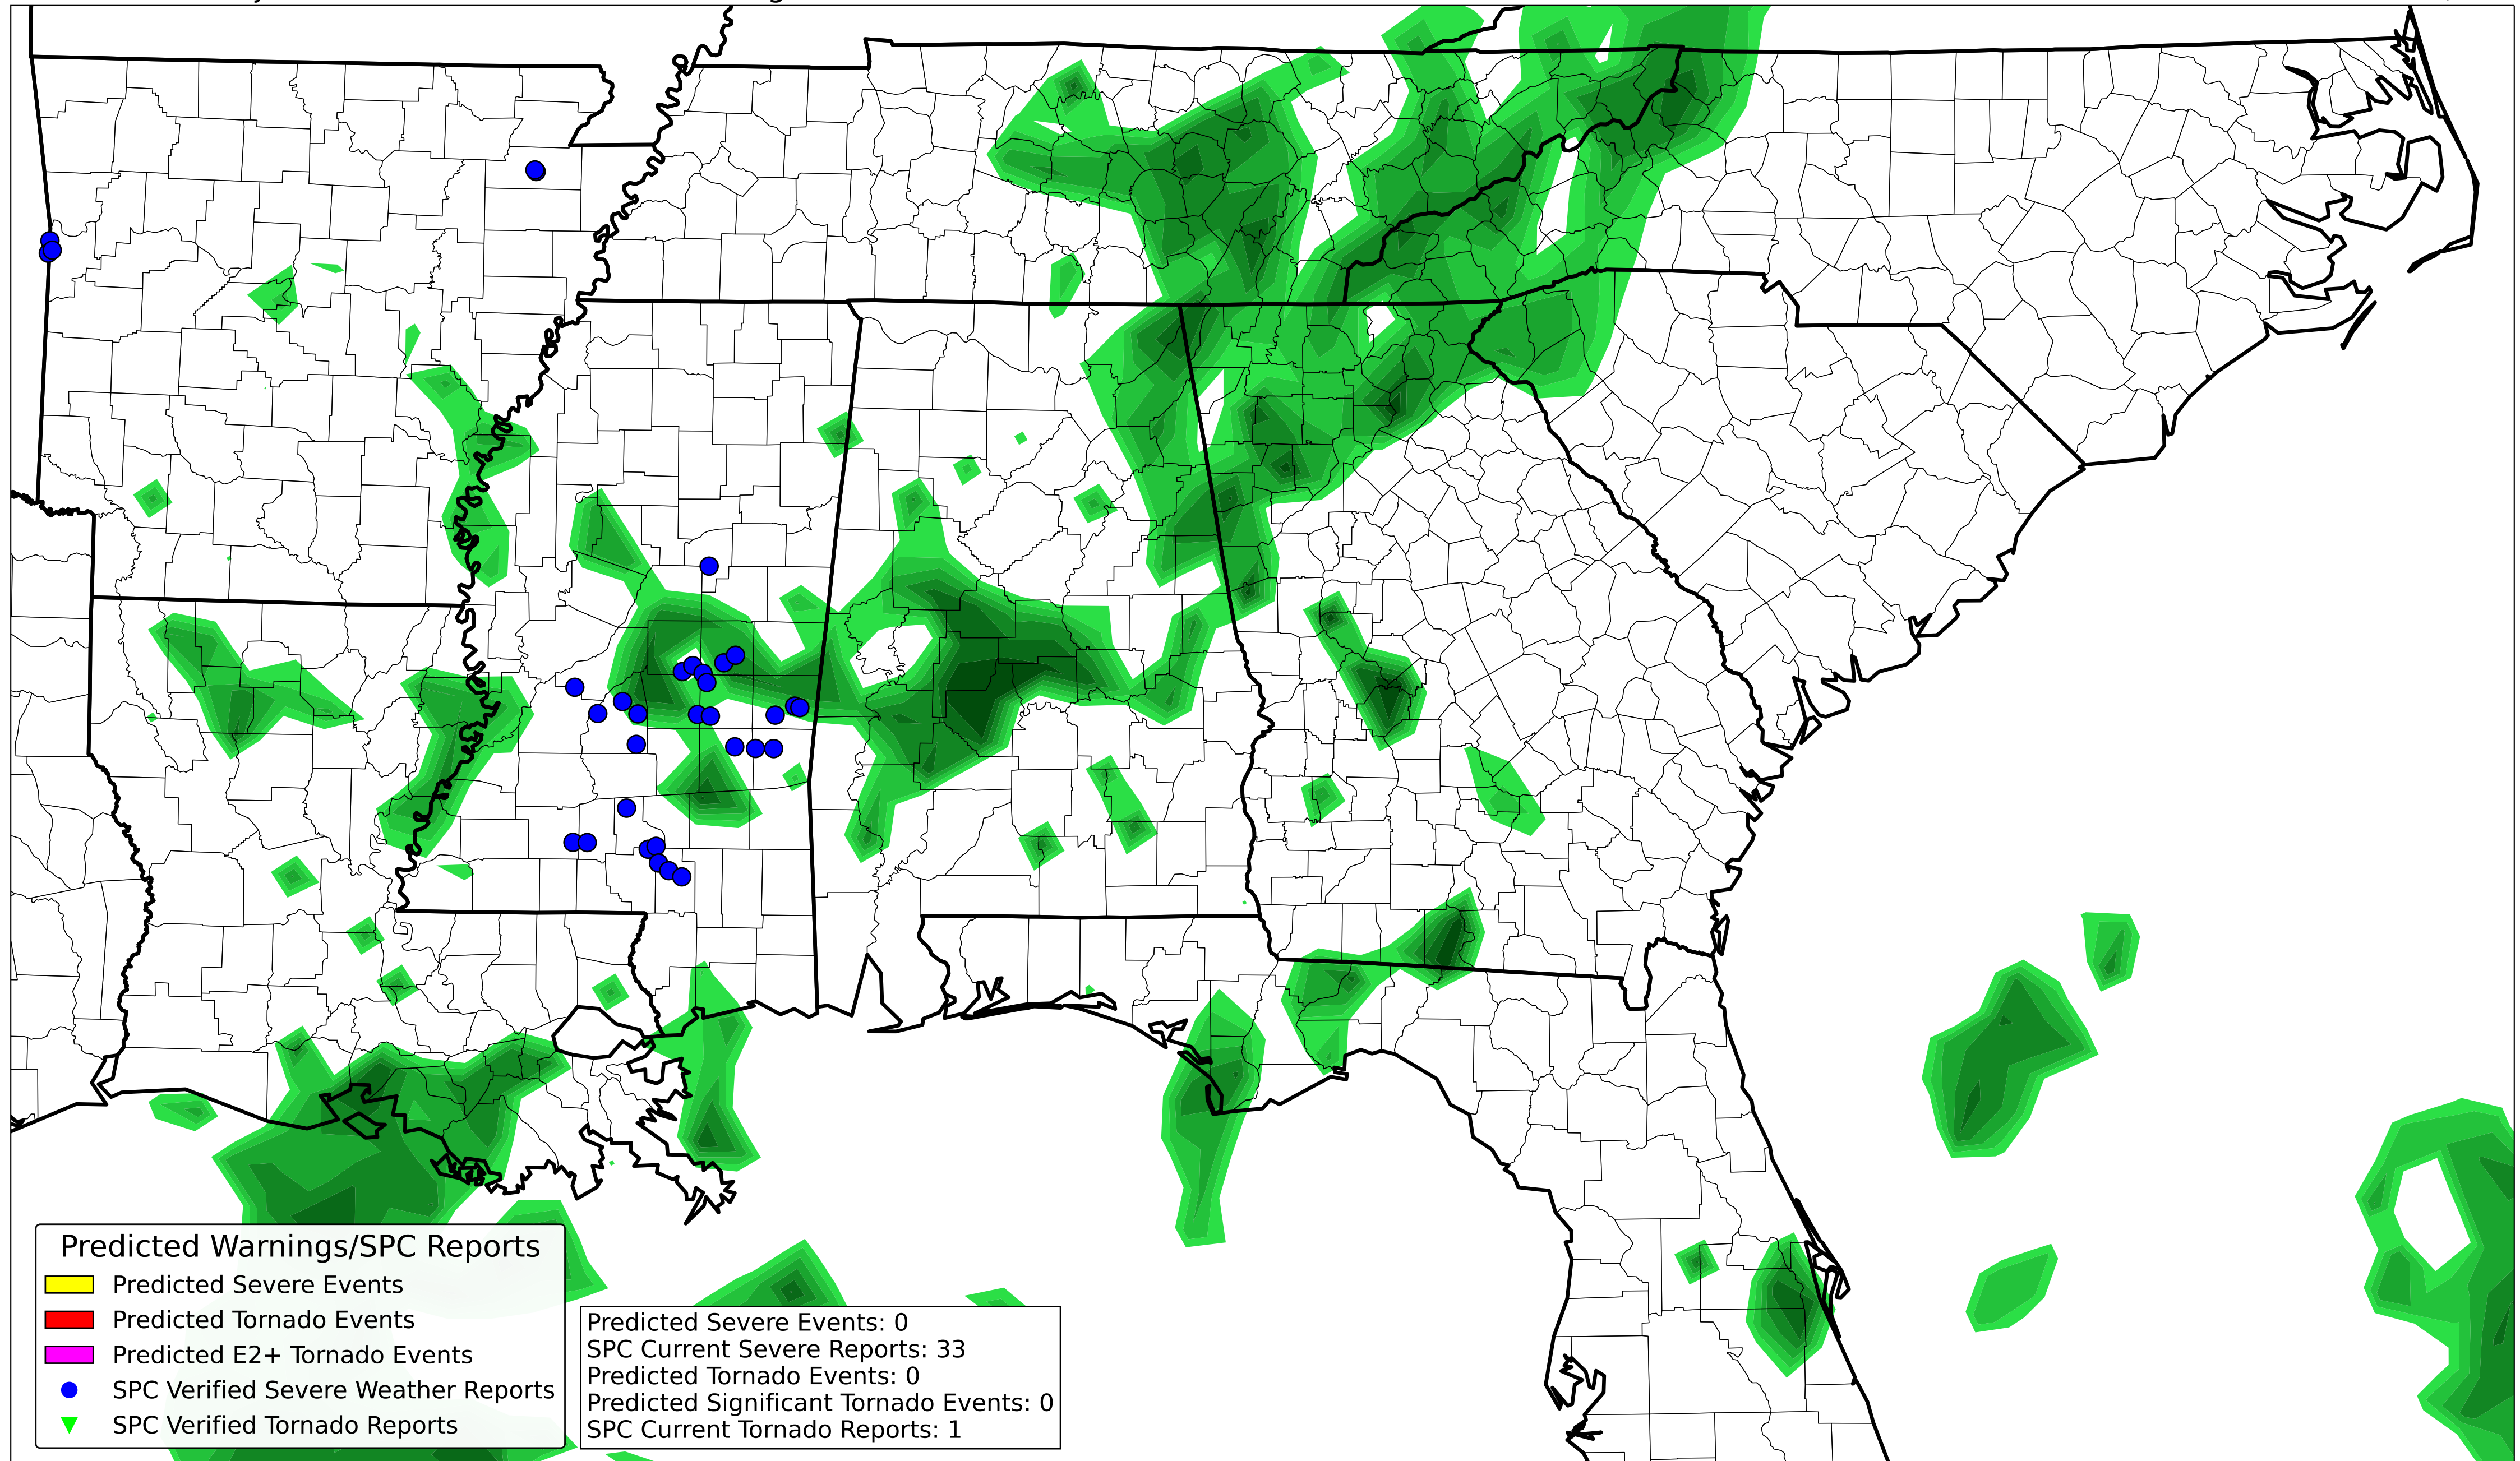 Predicted Warnings/SPC Reports
Predicted Severe Events
Predicted Tornado Events
Predicted E2+ Tornado Events
SPC Verified Severe Weather Reports
SPC Verified Tornado Reports
Predicted Severe Events: 0
SPC Current Severe Reports: 33
Predicted Tornado Events: 0
Predicted Significant Tornado Events: 0
SPC Current Tornado Reports: 1